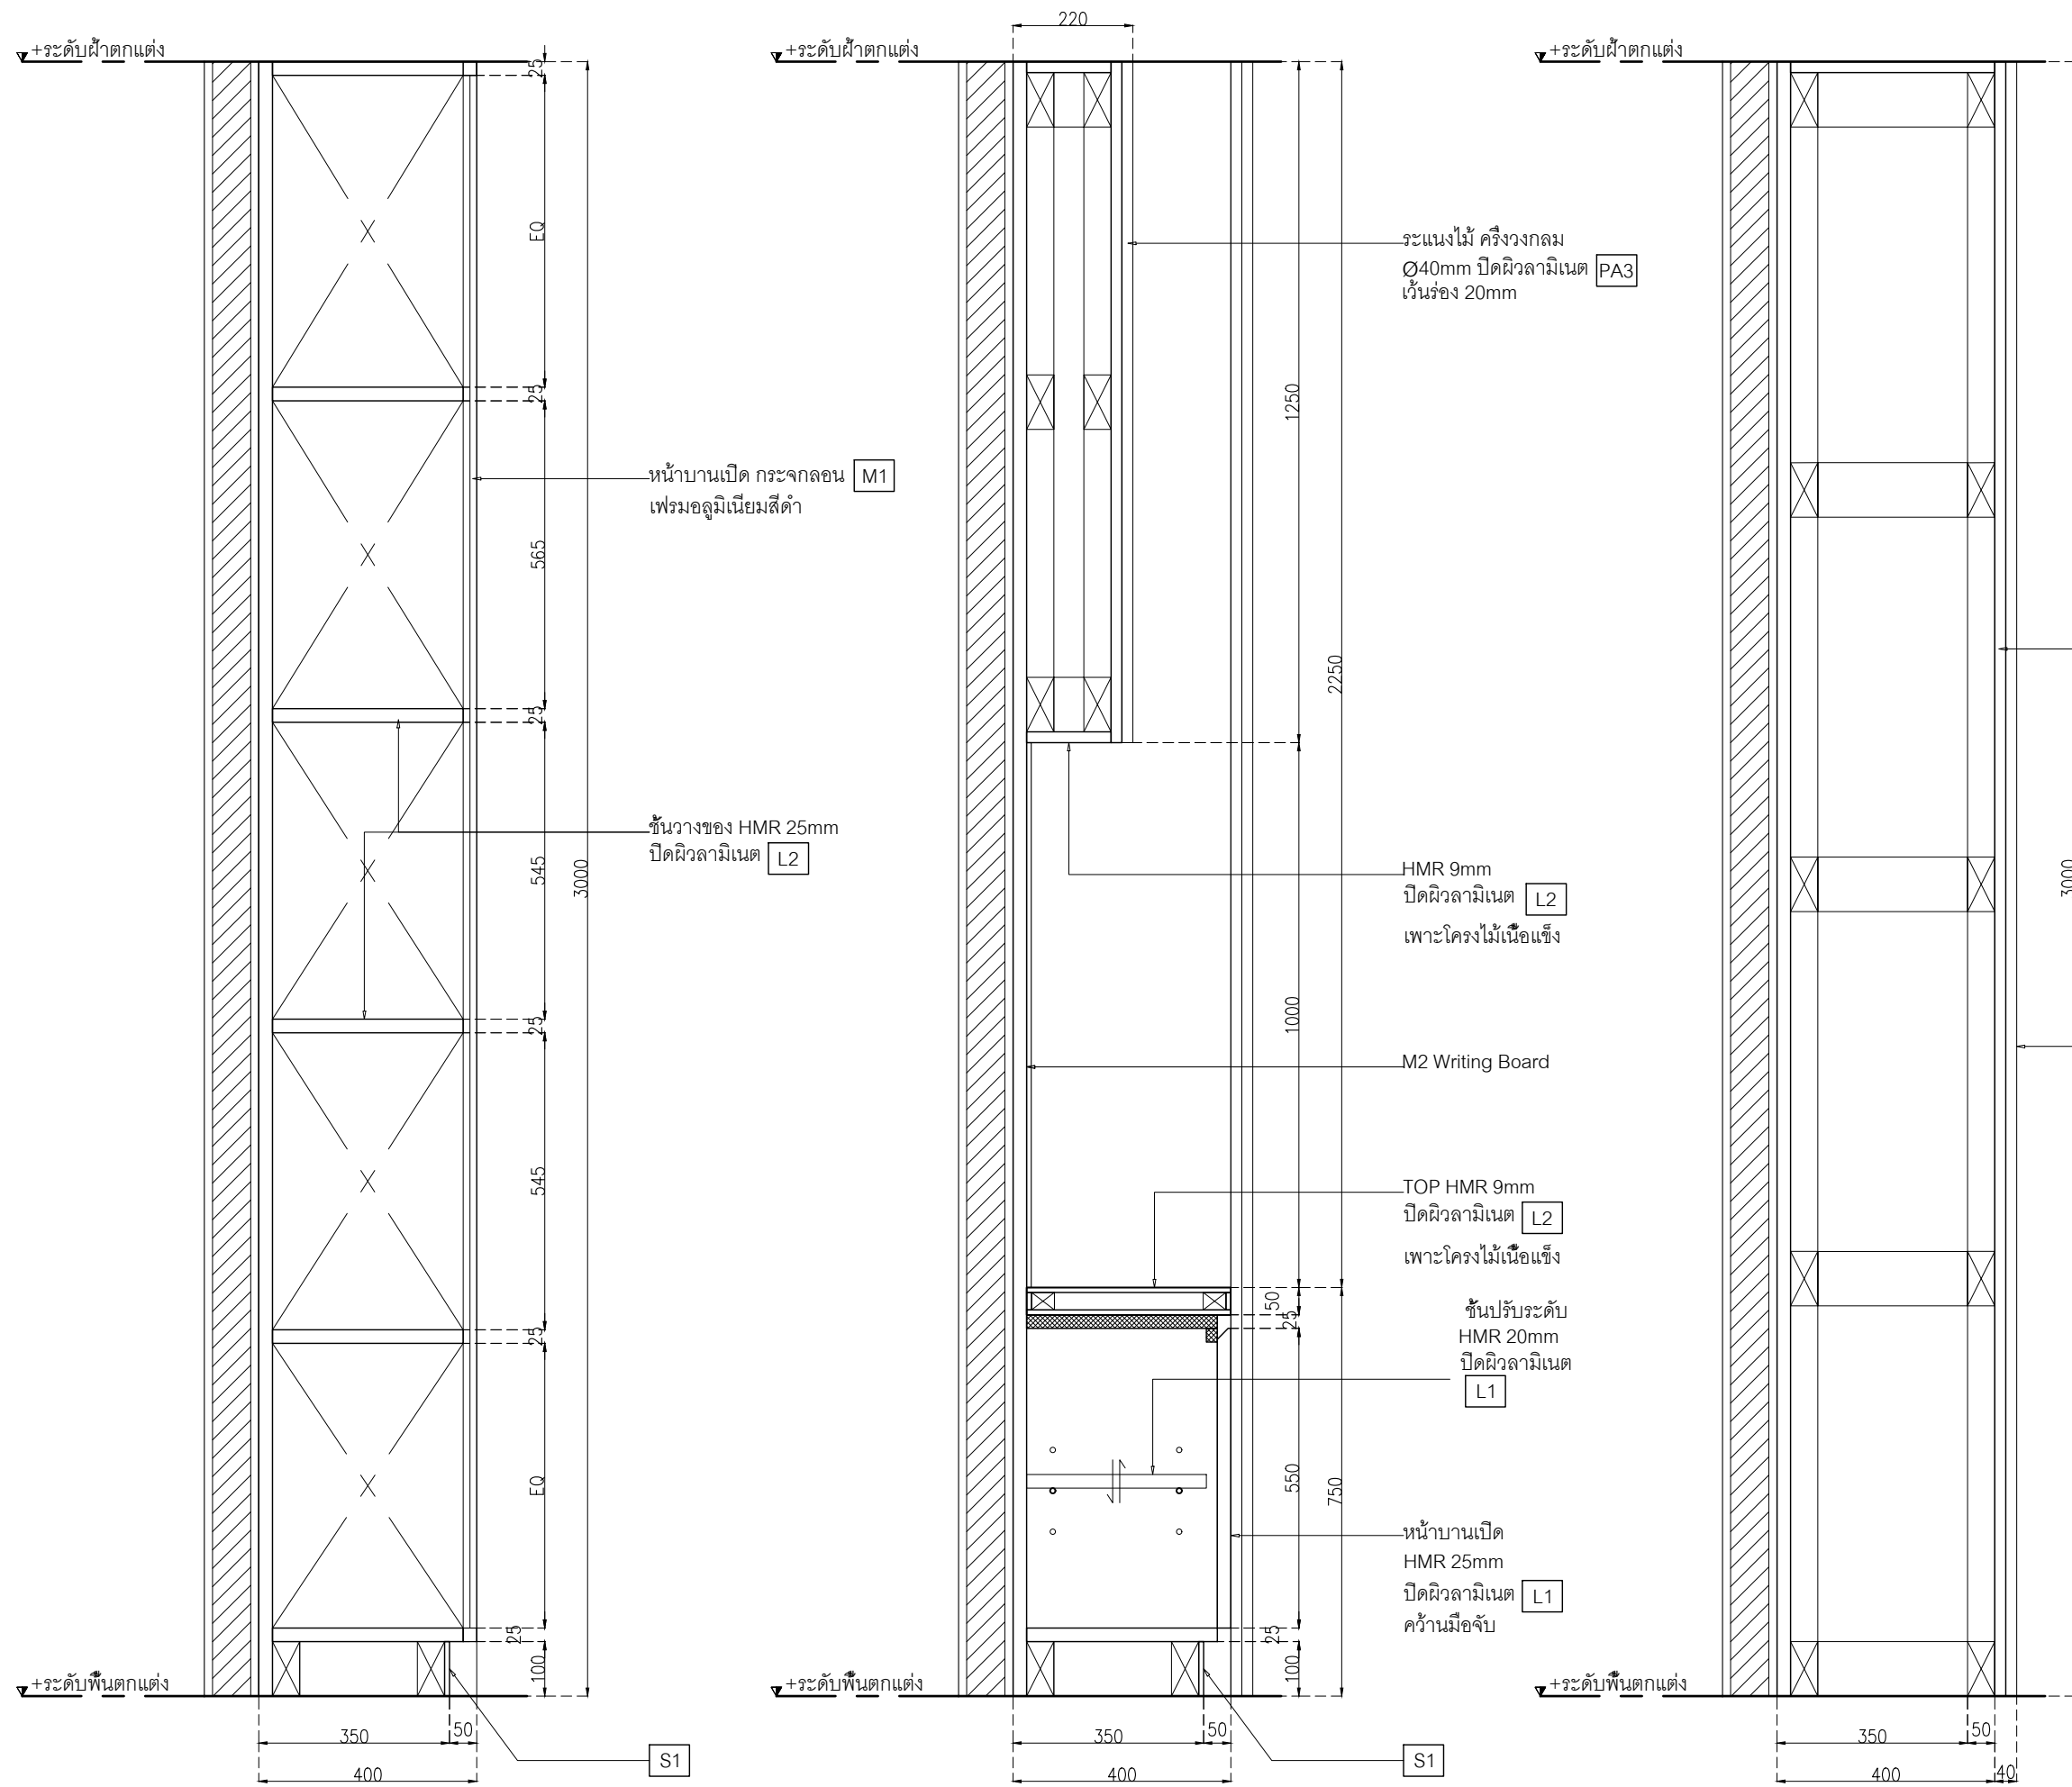 +ระดับฝ้าตกแต่ง
25
EQ
25
565
25
545
25
545
25
EQ
25
100
3000
หน้าบานเปิด กระจกลอน M1
เฟรมอลูมิเนียมสีดำ
ชั้นวางของ HMR 25mm
ปิดผิวลามิเนต L2
+ระดับพื้นตกแต่ง
350
50
400
S1
220
+ระดับฝ้าตกแต่ง
1250
2250
1000
50
25
550
750
25
100
ระแนงไม้ ครึ่งวงกลม
Ø40mm ปิดผิวลามิเนต PA3
เว้นร่อง 20mm
HMR 9mm
ปิดผิวลามิเนต L2
เพาะโครงไม้เนื้อแข็ง
M2 Writing Board
TOP HMR 9mm
ปิดผิวลามิเนต L2
เพาะโครงไม้เนื้อแข็ง
ชั้นปรับระดับ
HMR 20mm
ปิดผิวลามิเนต
L1
หน้าบานเปิด
HMR 25mm
ปิดผิวลามิเนต L1
คว้านมือจับ
+ระดับพื้นตกแต่ง
350
50
400
S1
+ระดับฝ้าตกแต่ง
3000
+ระดับพื้นตกแต่ง
350
50
400
40